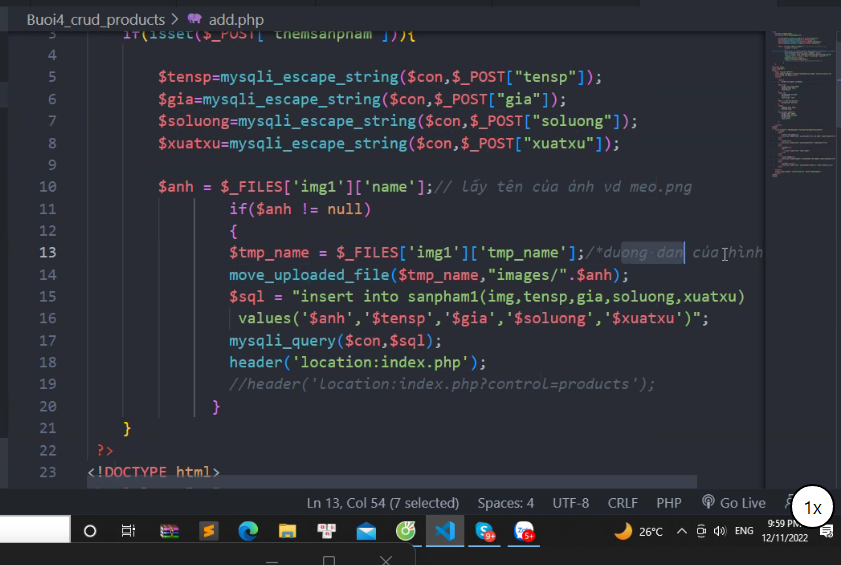 Buoi4_crud_products > add.php
3 if(isset($_POST['themsanpham'])){
4
5 $tensp=mysqli_escape_string($con,$_POST["tensp"]);
6 $gia=mysqli_escape_string($con,$_POST["gia"]);
7 $soluong=mysqli_escape_string($con,$_POST["soluong"]);
8 $xuatxu=mysqli_escape_string($con,$_POST["xuatxu"]);
9
10 $anh = $_FILES['img1']['name'];// lấy tên của ảnh vd meo.png
11 if($anh != null)
12 {
13 $tmp_name = $_FILES['img1']['tmp_name'];/*duong dan của hình
14 move_uploaded_file($tmp_name,"images/".$anh);
15 $sql = "insert into sanpham1(img,tensp,gia,soluong,xuatxu)
16 values('$anh','$tensp','$gia','$soluong','$xuatxu')";
17 mysqli_query($con,$sql);
18 header('location:index.php');
19 //header('location:index.php?control=products');
20 }
21 }
22 ?>
23 <!DOCTYPE html>
Ln 13, Col 54 (7 selected) Spaces: 4 UTF-8 CRLF PHP Go Live
1x
26°C ENG 9:59 PM
12/11/2022
9+
5+